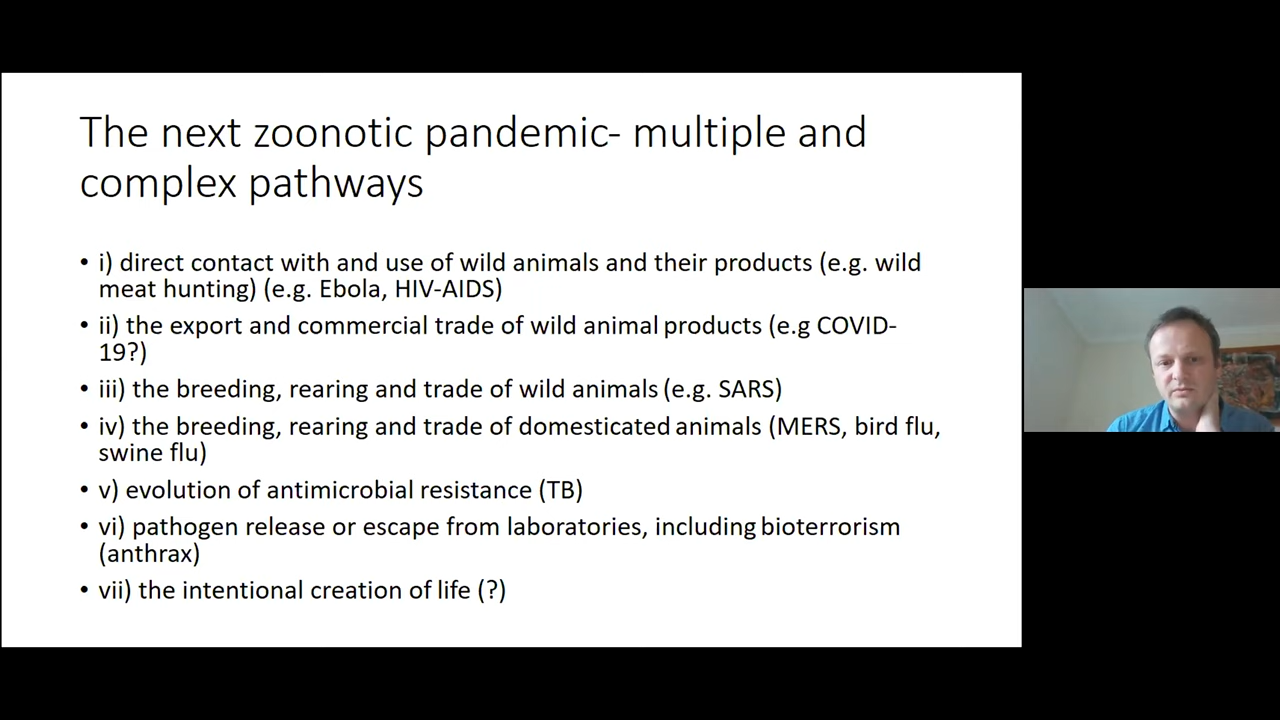 The next zoonotic pandemic- multiple and
complex pathways
• i) direct contact with and use of wild animals and their products (e.g. wild
meat hunting) (e.g. Ebola, HIV-AIDS)
• ii) the export and commercial trade of wild animal products (e.g COVID-
19?)
• iii) the breeding, rearing and trade of wild animals (e.g. SARS)
• iv) the breeding, rearing and trade of domesticated animals (MERS, bird flu,
swine flu)
• v) evolution of antimicrobial resistance (TB)
• vi) pathogen release or escape from laboratories, including bioterrorism
(anthrax)
• vii) the intentional creation of life (?)